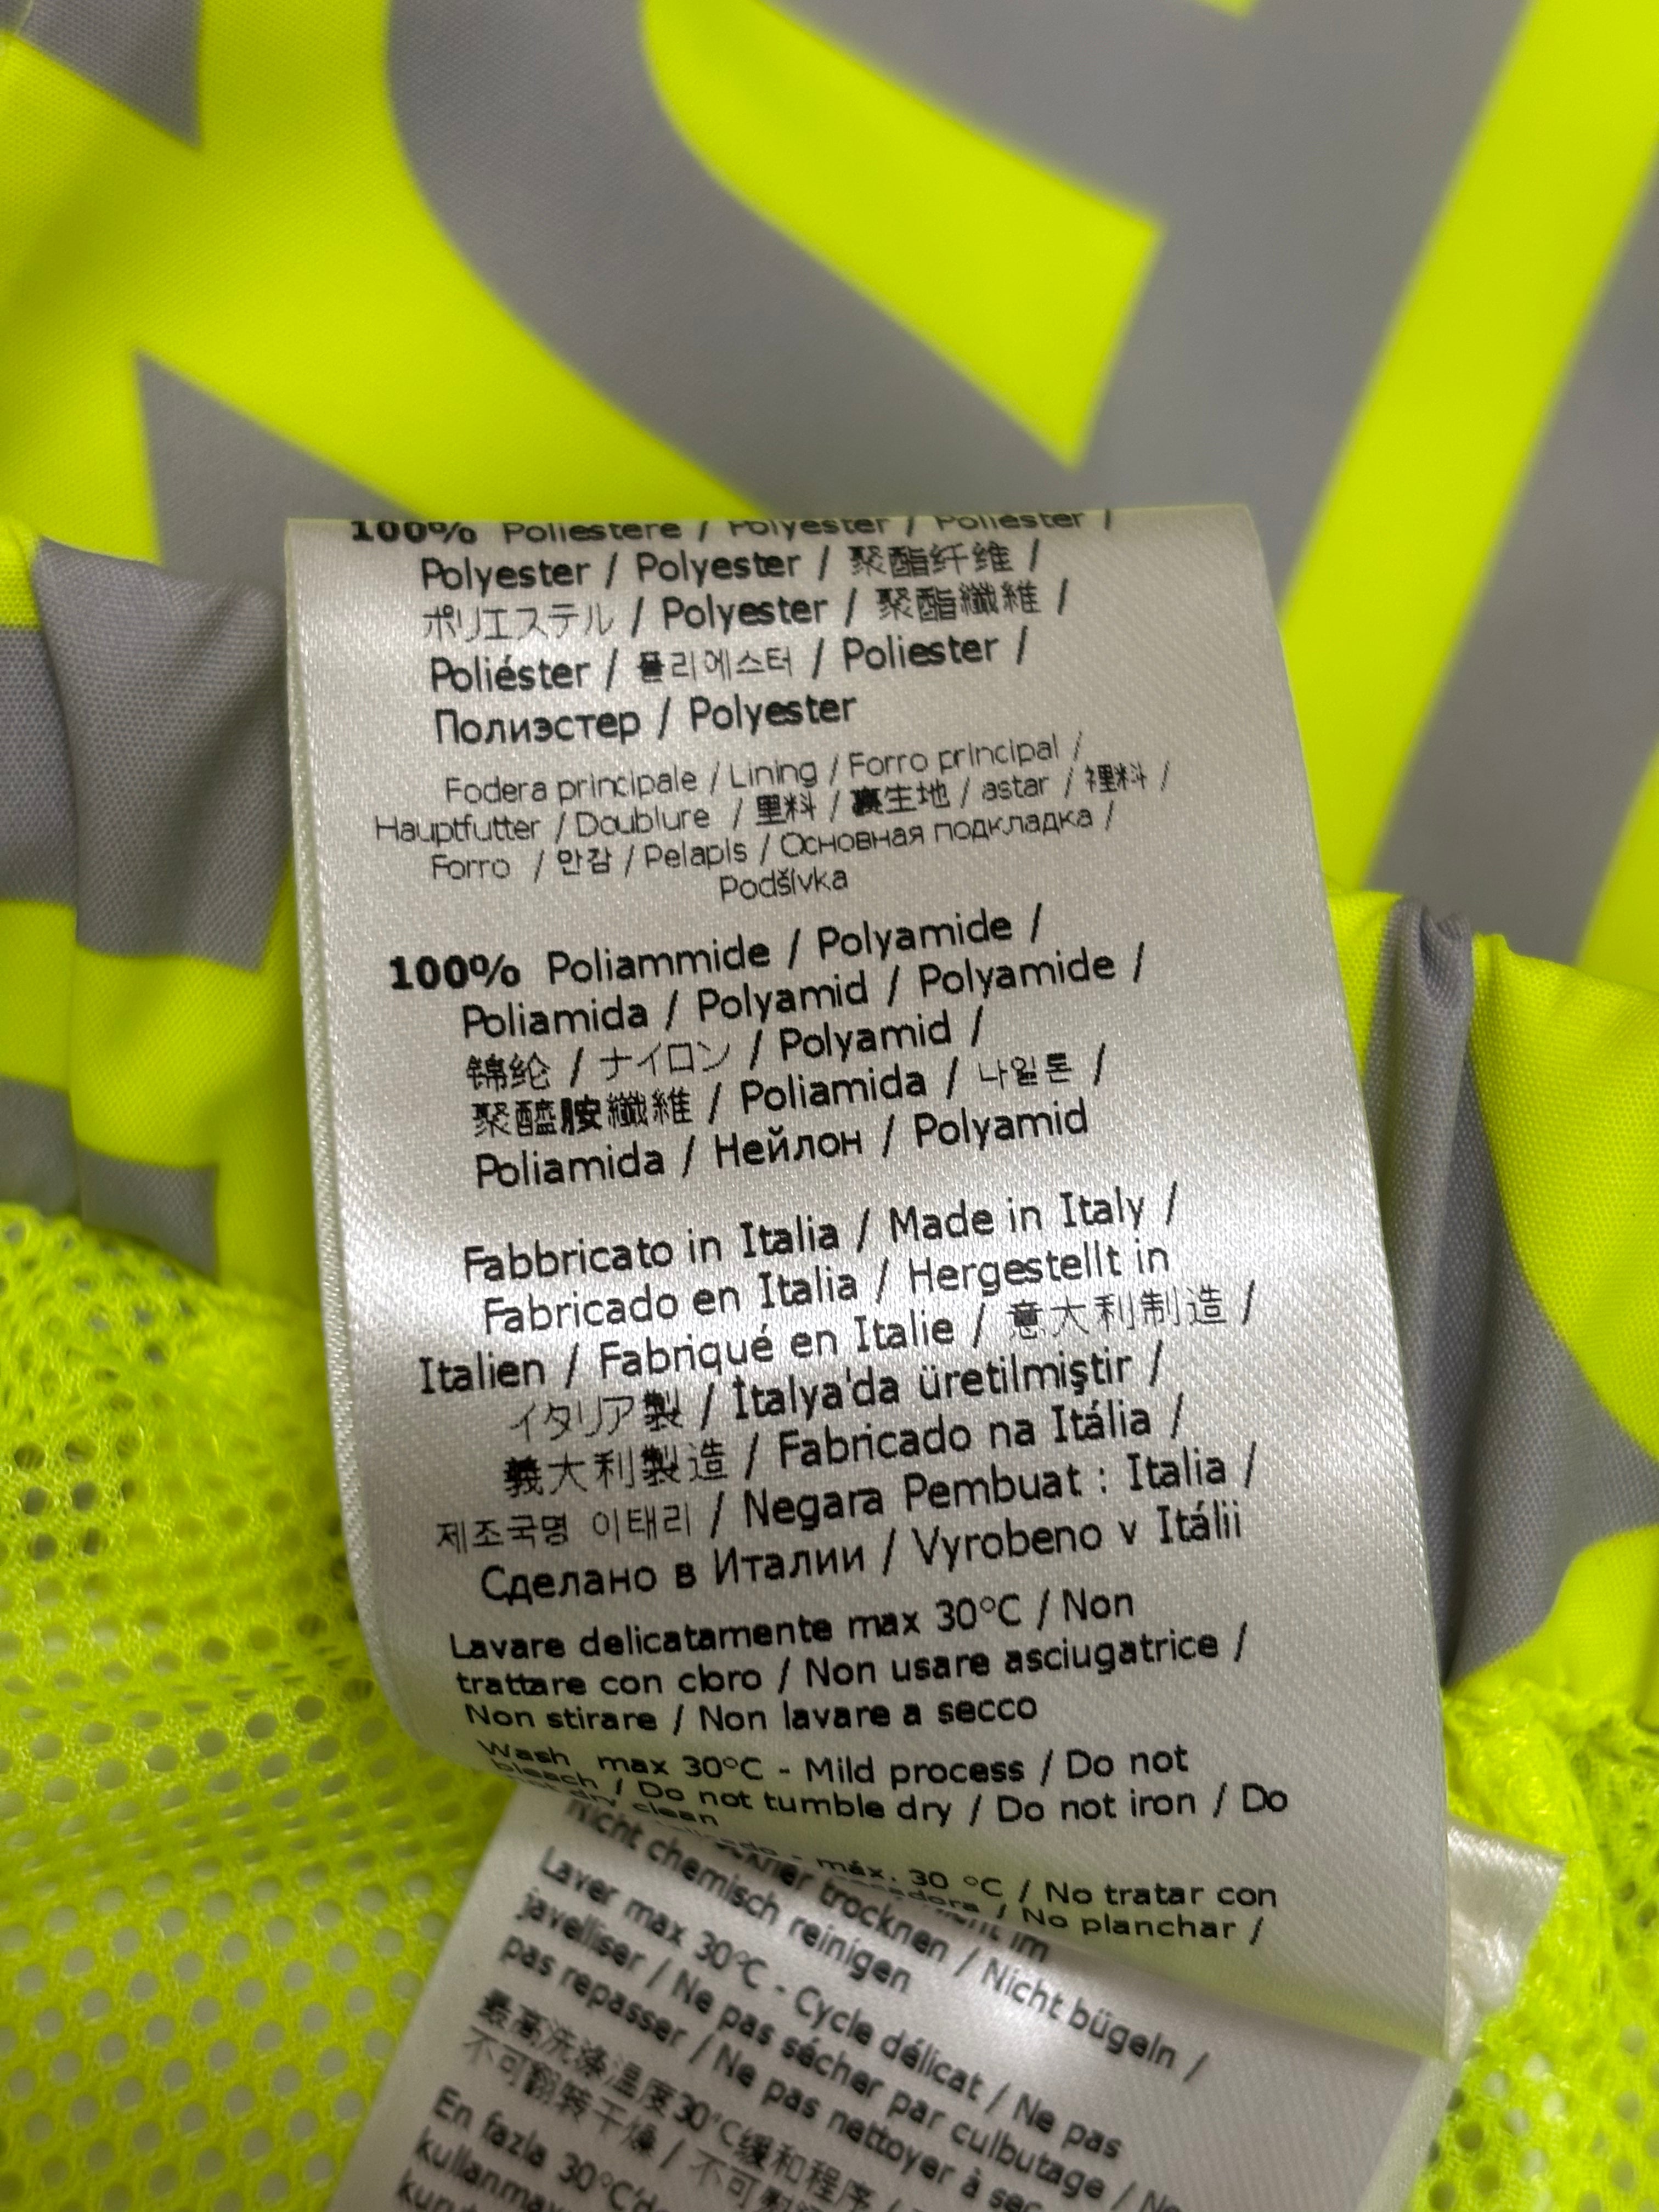 100% Poliestere / Polyester / Poliéster /
Polyester / Polyester / 聚酯纤维 /
ポリエステル / Polyester / 聚酯纖維 /
Poliéster / 폴리에스터 / Poliester /
Полиэстер / Polyester
Fodera principale / Lining / Forro principal /
Hauptfutter / Doublure / 里料 / 裏生地 / astar / 裡料 /
Forro / 안감 / Pelapis / Основная подкладка /
Podšívka
100% Poliammide / Polyamide /
Poliamida / Polyamid / Polyamide /
锦纶 / ナイロン / Polyamid /
聚醯胺纖維 / Poliamida / 나일론 /
Poliamida / Нейлон / Polyamid
Fabbricato in Italia / Made in Italy /
Fabricado en Italia / Hergestellt in
Italien / Fabriqué en Italie / 意大利制造 /
イタリア製 / İtalya'da üretilmiştir /
義大利製造 / Fabricado na Itália /
제조국명 이태리 / Negara Pembuat : Italia /
Сделано в Италии / Vyrobeno v Itálii
Lavare delicatamente max 30°C / Non
trattare con cloro / Non usare asciugatrice /
Non stirare / Non lavare a secco
Wash max 30°C - Mild process / Do not
bleach / Do not tumble dry / Do not iron / Do
not dry clean
máx. 30 °C / No tratar con
/ No planchar /
im
trocknen / Nicht bügeln /
Nicht chemisch reinigen
Laver max 30°C - Cycle délicat / Ne pas
javelliser / Ne pas sécher par culbutage / Ne
pas repasser / Ne pas nettoyer à sec
最高洗滌温度30°C緩和程序 /
不可翻转干燥 / 不可
En fazla 30°C'de